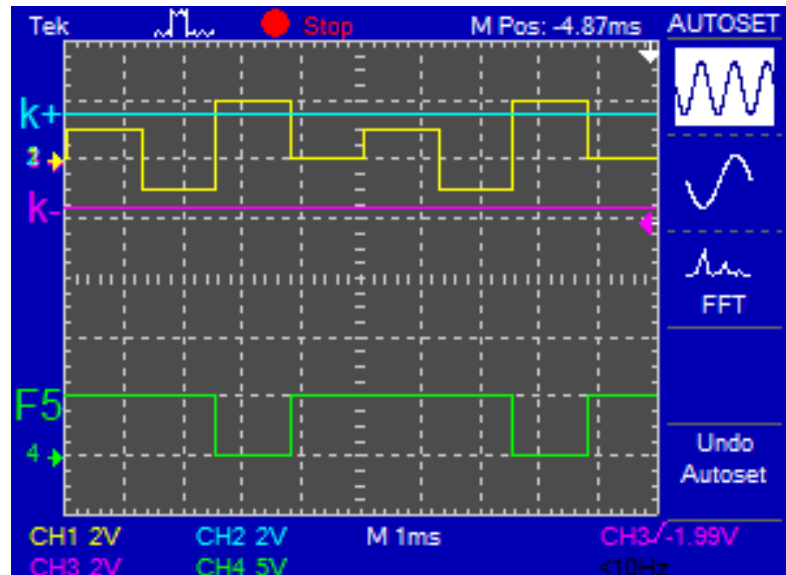 Tek Stop M Pos: -4.87ms AUTOSET
k+
k-
FFT
F5
4
Undo
Autoset
CH1 2V CH2 2V M 1ms CH3 -1.99V
CH3 2V CH4 5V <10Hz